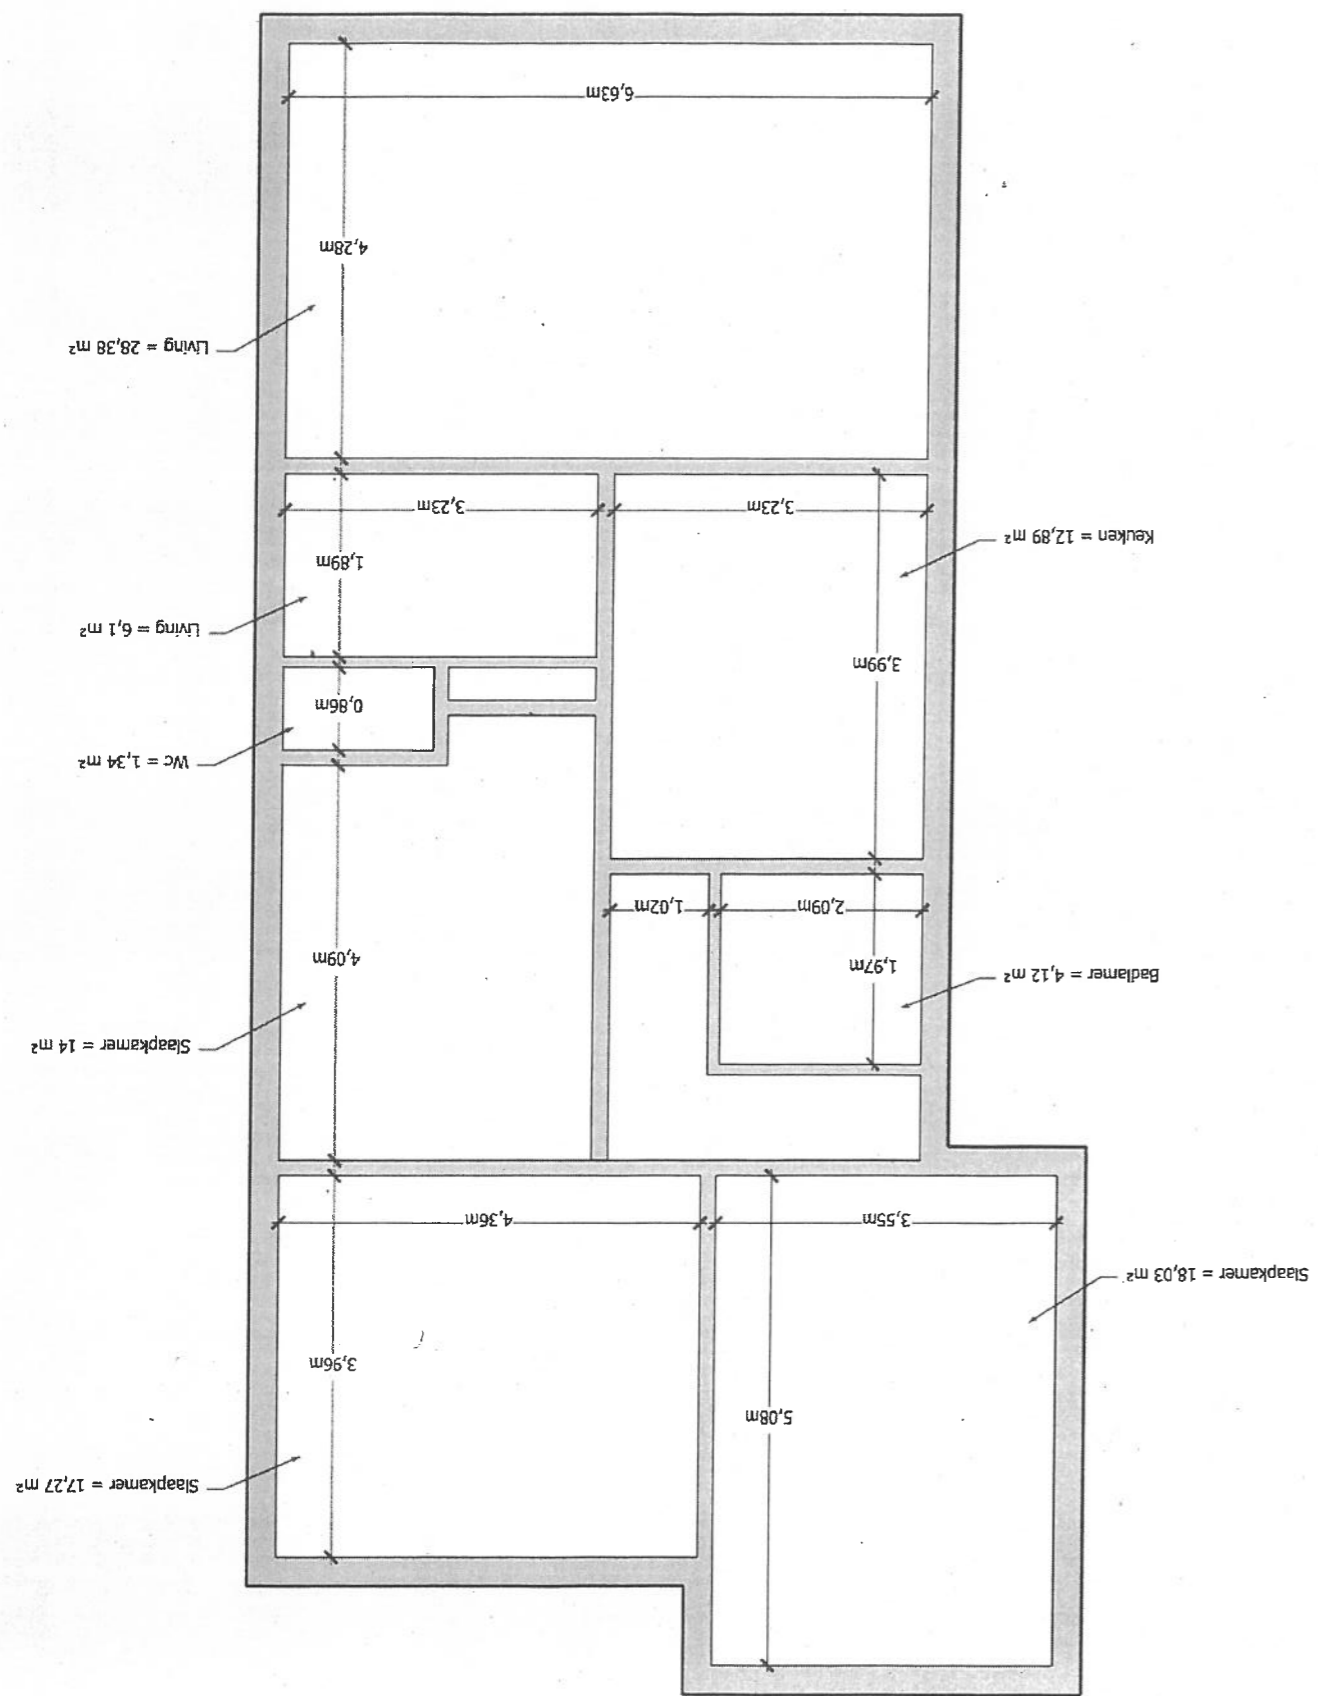 Slaapkamer = 17,27 m²
5,08m
3,96m
Slaapkamer = 18,03 m²
3,55m
4,36m
Slaapkamer = 14 m²
Badlamer = 4,12 m²
1,97m
4,09m
2,09m
1,02m
Wc = 1,34 m²
0,86m
3,99m
Living = 6,1 m²
1,89m
Keuken = 12,89 m²
3,23m
3,23m
Living = 28,38 m²
4,28m
6,63m